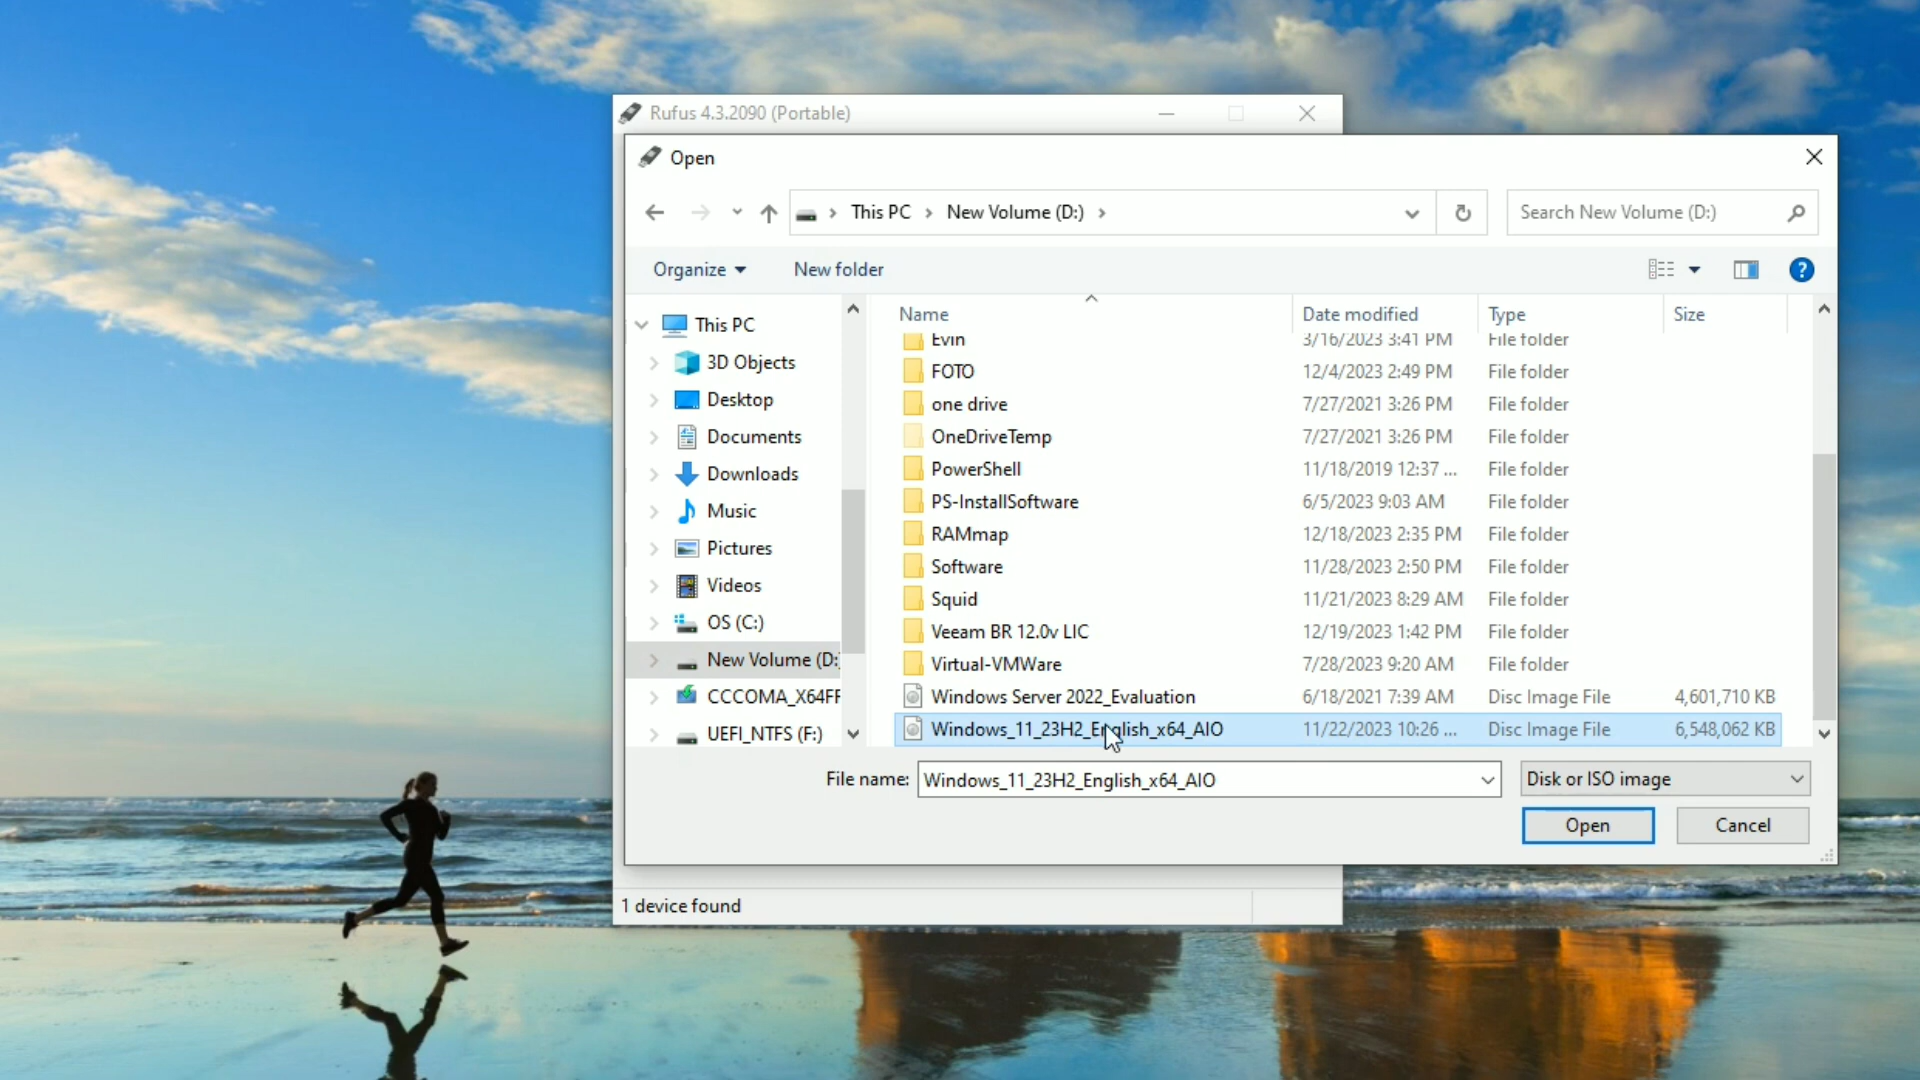 Rufus 4.3.2090 (Portable)
Open
This PC > New Volume (D:) >
Search New Volume (D:)
Organize
New folder
?
This PC
3D Objects
Desktop
Documents
Downloads
Music
Pictures
Videos
OS (C:)
New Volume (D:)
CCCOMA_X64FF
UEFI_NTFS (F:)
Name Date modified Type Size
Evin 3/16/2023 3:41 PM File folder
FOTO 12/4/2023 2:49 PM File folder
one drive 7/27/2021 3:26 PM File folder
OneDriveTemp 7/27/2021 3:26 PM File folder
PowerShell 11/18/2019 12:37 ... File folder
PS-InstallSoftware 6/5/2023 9:03 AM File folder
RAMmap 12/18/2023 2:35 PM File folder
Software 11/28/2023 2:50 PM File folder
Squid 11/21/2023 8:29 AM File folder
Veeam BR 12.0v LIC 12/19/2023 1:42 PM File folder
Virtual-VMWare 7/28/2023 9:20 AM File folder
Windows Server 2022_Evaluation 6/18/2021 7:39 AM Disc Image File 4,601,710 KB
Windows_11_23H2_English_x64_AIO 11/22/2023 10:26 ... Disc Image File 6,548,062 KB
File name: Windows_11_23H2_English_x64_AIO
Disk or ISO image
Open
Cancel
1 device found